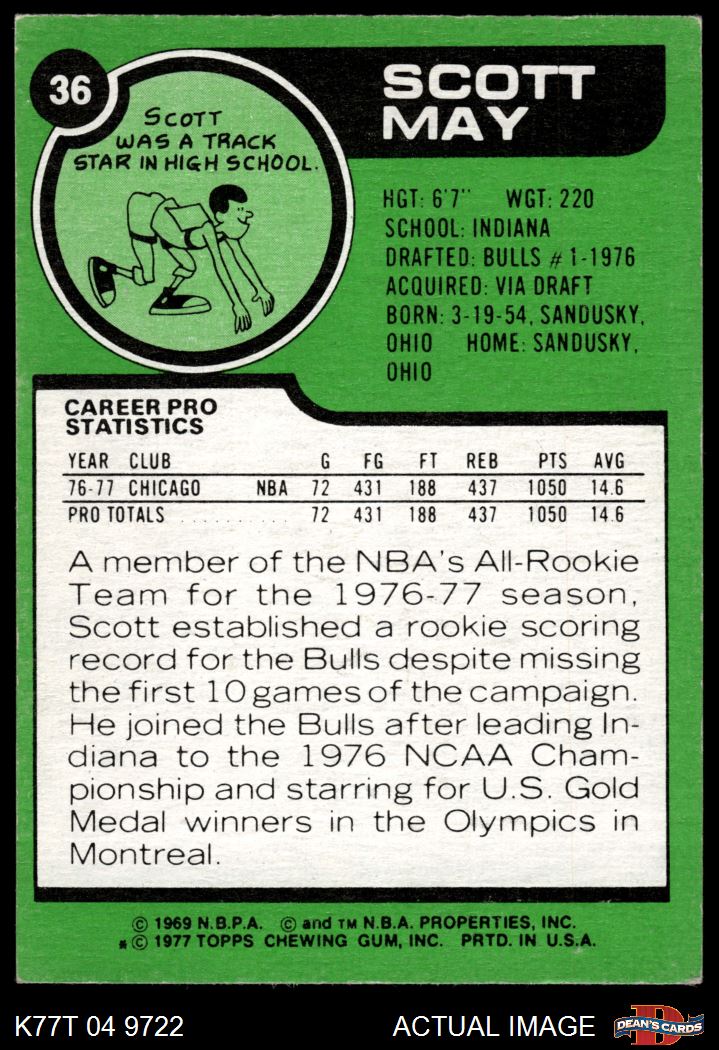 36
SCOTT
WAS A TRACK
STAR IN HIGH SCHOOL.
SCOTT
MAY
HGT: 6'7" WGT: 220
SCHOOL: INDIANA
DRAFTED: BULLS #1-1976
ACQUIRED: VIA DRAFT
BORN: 3-19-54, SANDUSKY,
OHIO HOME: SANDUSKY,
OHIO
CAREER PRO
STATISTICS
YEAR CLUB G FG FT REB PTS AVG
76-77 CHICAGO NBA 72 431 188 437 1050 14.6
PRO TOTALS . . . . . . . . . . 72 431 188 437 1050 14.6
A member of the NBA's All-Rookie
Team for the 1976-77 season,
Scott established a rookie scoring
record for the Bulls despite missing
the first 10 games of the campaign.
He joined the Bulls after leading In-
diana to the 1976 NCAA Cham-
pionship and starring for U.S. Gold
Medal winners in the Olympics in
Montreal.
© 1969 N.B.P.A. © and TM N.B.A. PROPERTIES, INC.
*© 1977 TOPPS CHEWING GUM, INC. PRTD. IN U.S.A.
K77T 04 9722 ACTUAL IMAGE D DEAN'S CARDS